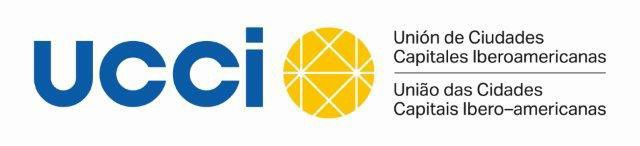 ucci
Unión de Ciudades
Capitales Iberoamericanas
União das Cidades
Capitais Ibero–americanas